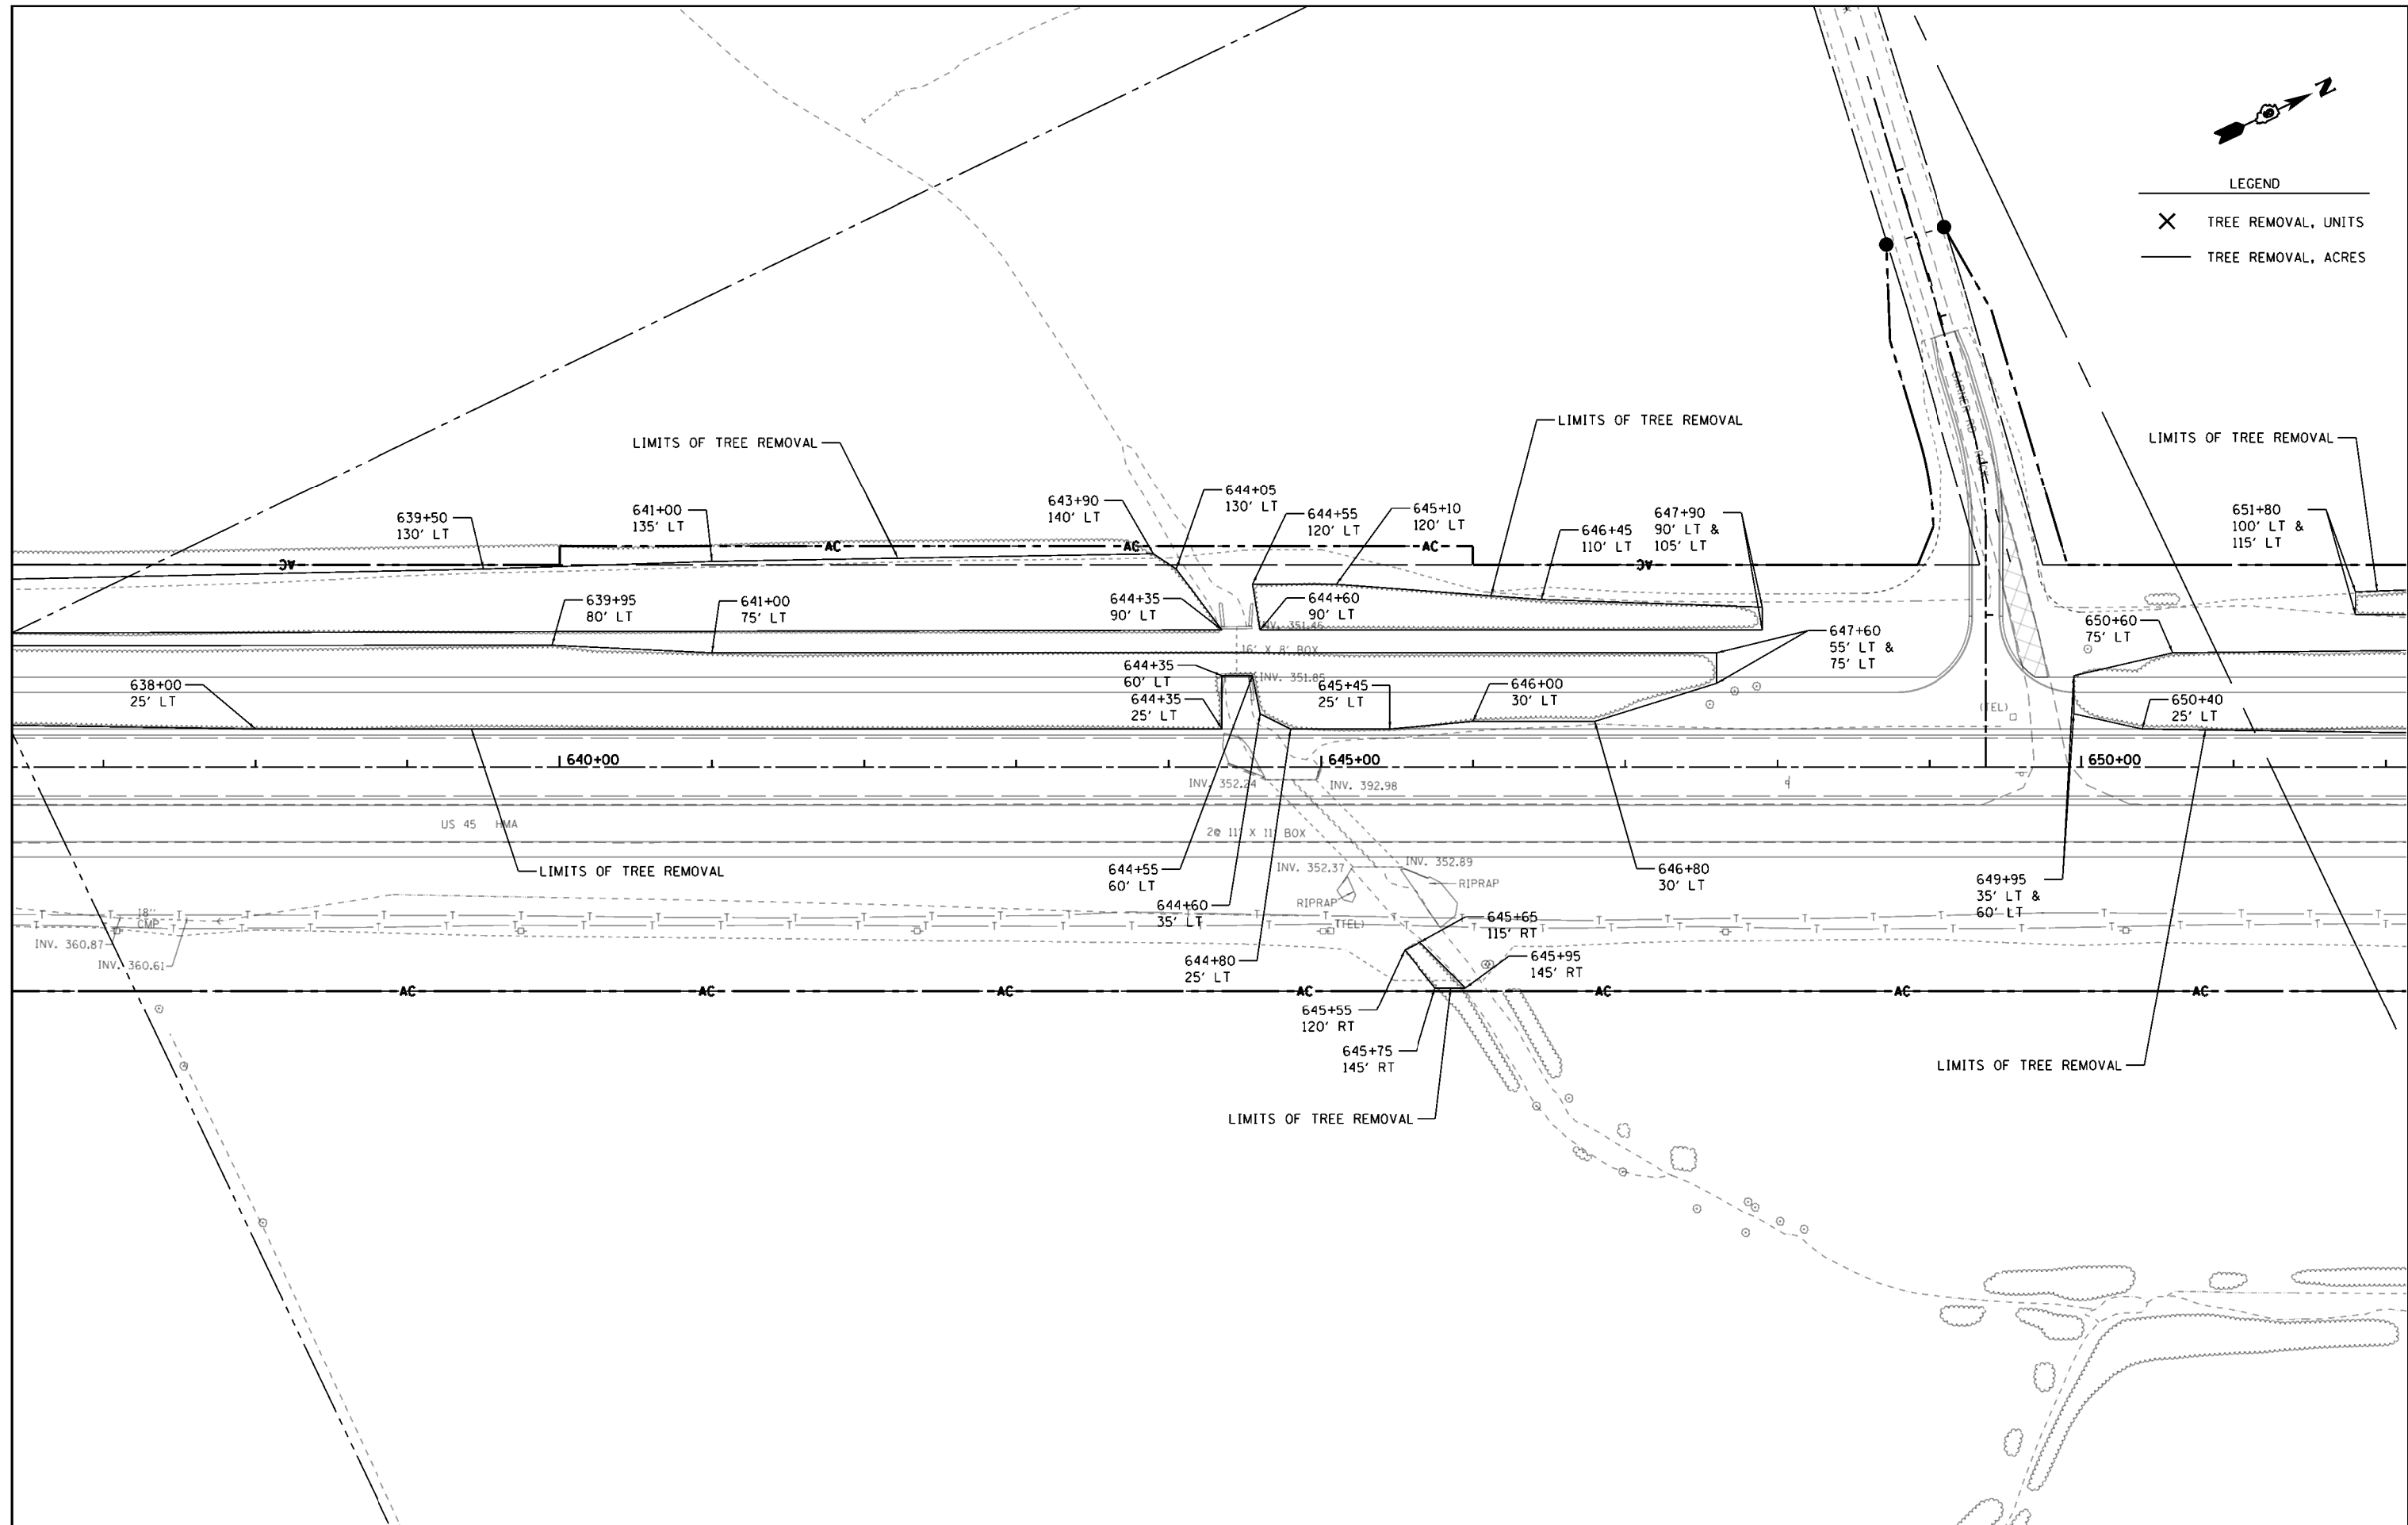 N
LEGEND
TREE REMOVAL, UNITS
TREE REMOVAL, ACRES
LIMITS OF TREE REMOVAL
LIMITS OF TREE REMOVAL
LIMITS OF TREE REMOVAL
GARNER RD
639+50
130' LT
641+00
135' LT
643+90
140' LT
644+05
130' LT
644+55
120' LT
645+10
120' LT
646+45
110' LT
647+90
90' LT &
105' LT
651+80
100' LT &
115' LT
AC
AC
AC
AC
AC
639+95
80' LT
641+00
75' LT
644+35
90' LT
644+60
90' LT
INV. 351.46
16' X 8' BOX
647+60
55' LT &
75' LT
650+60
75' LT
638+00
25' LT
644+35
60' LT
INV. 351.85
644+35
25' LT
645+45
25' LT
646+00
30' LT
650+40
25' LT
(TEL)
640+00
645+00
650+00
INV. 352.24
INV. 392.98
US 45 HMA
2@ 11' X 11' BOX
LIMITS OF TREE REMOVAL
644+55
60' LT
INV. 352.37
INV. 352.89
RIPRAP
RIPRAP
646+80
30' LT
649+95
35' LT &
60' LT
644+60
35' LT
18"
CMP
INV. 360.87
INV. 360.61
(TEL)
645+65
115' RT
644+80
25' LT
645+95
145' RT
AC
AC
AC
AC
AC
AC
AC
645+55
120' RT
645+75
145' RT
LIMITS OF TREE REMOVAL
LIMITS OF TREE REMOVAL